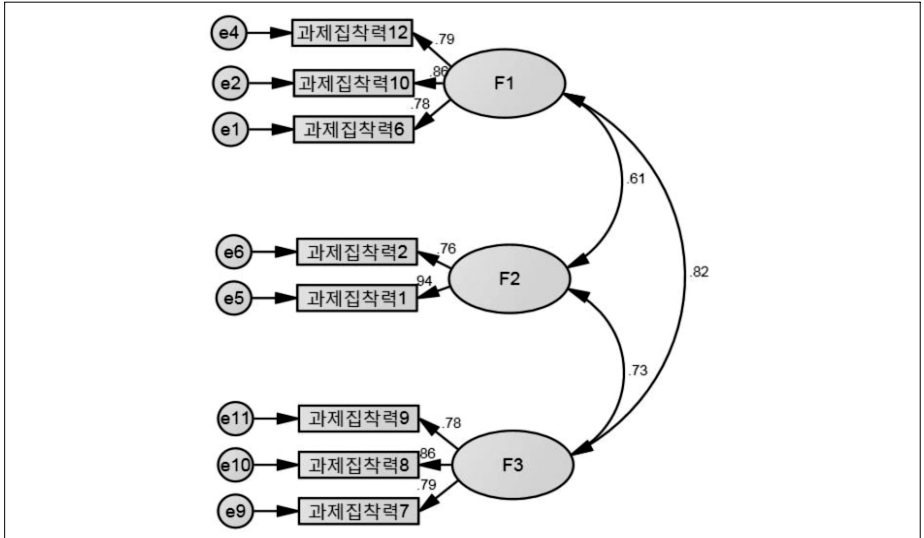 e4 과제집착력12 .79
e2 과제집착력10 .86 F1
e1 과제집착력6 .78
.61
e6 과제집착력2 .76
F2 .82
e5 과제집착력1 .94
.73
e11 과제집착력9 .78
e10 과제집착력8 .86 F3
e9 과제집착력7 .79